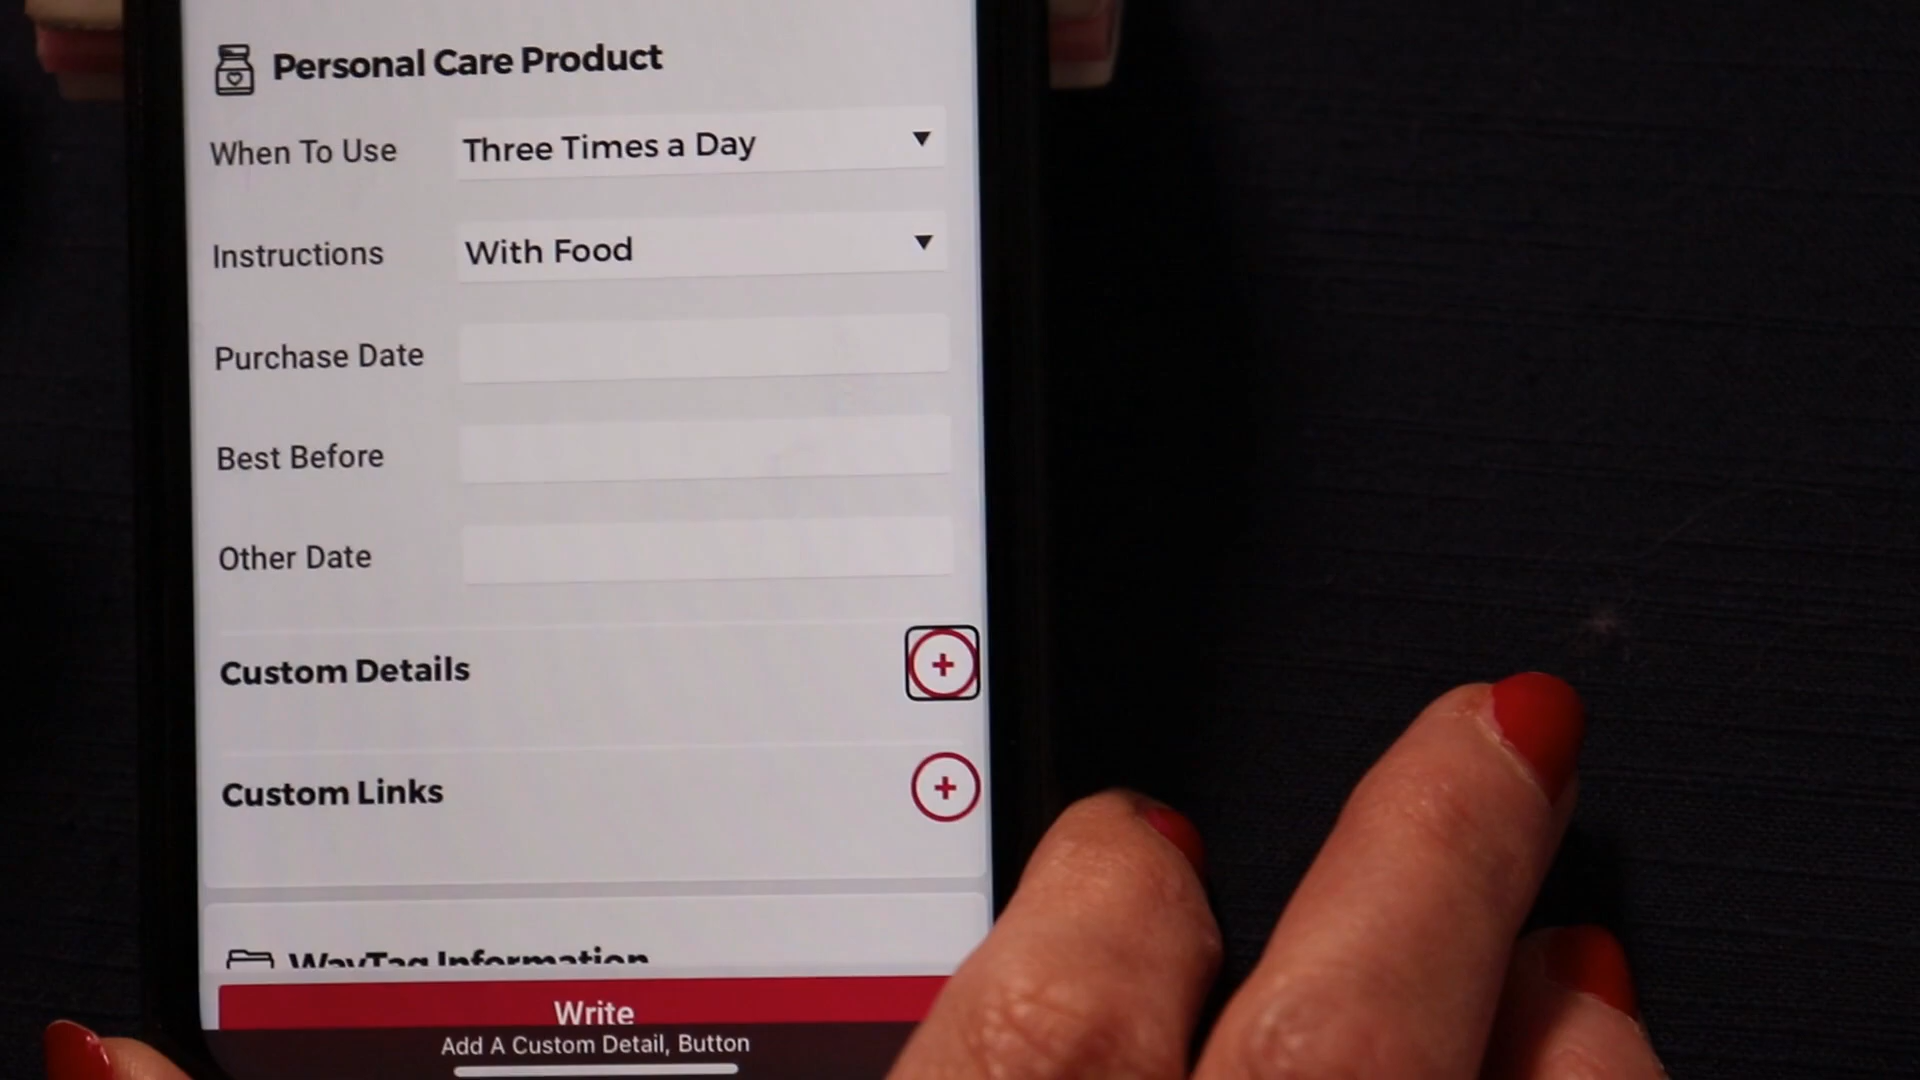 Personal Care Product
When To Use Three Times a Day
Instructions With Food
Purchase Date
Best Before
Other Date
Custom Details +
Custom Links +
WayTag Information
Write
Add A Custom Detail, Button